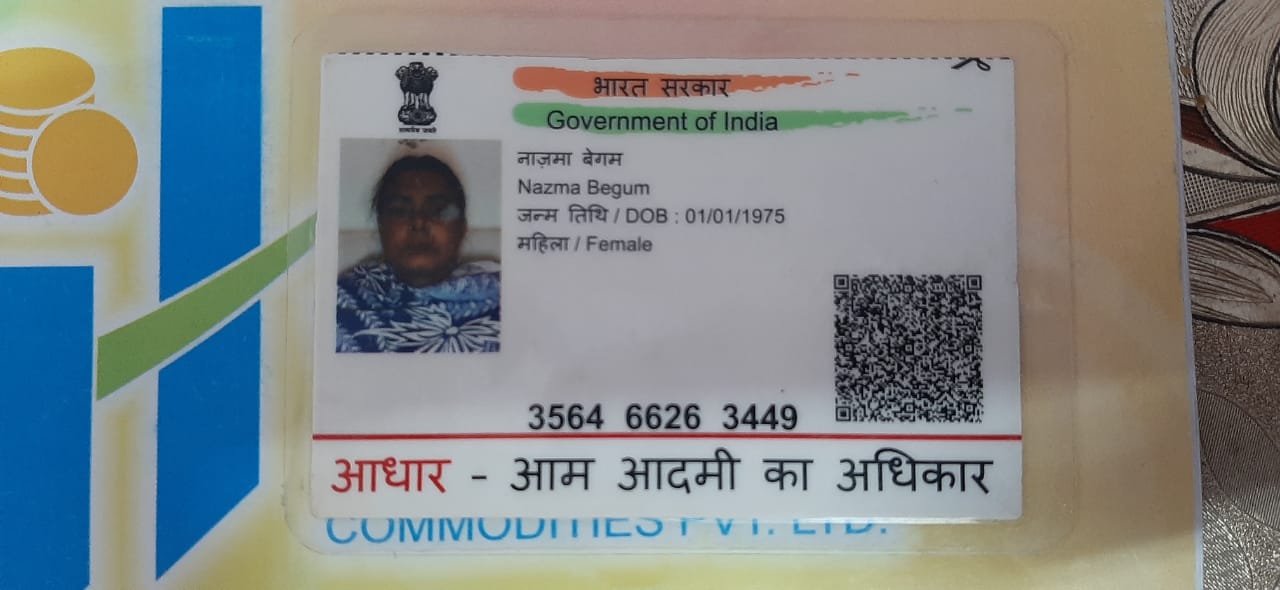 सत्यमेव जयते
भारत सरकार
Government of India
नाज़मा बेगम
Nazma Begum
जन्म तिथि / DOB : 01/01/1975
महिला / Female
3564 6626 3449
आधार - आम आदमी का अधिकार
COMMODITIES PVT. LTD.